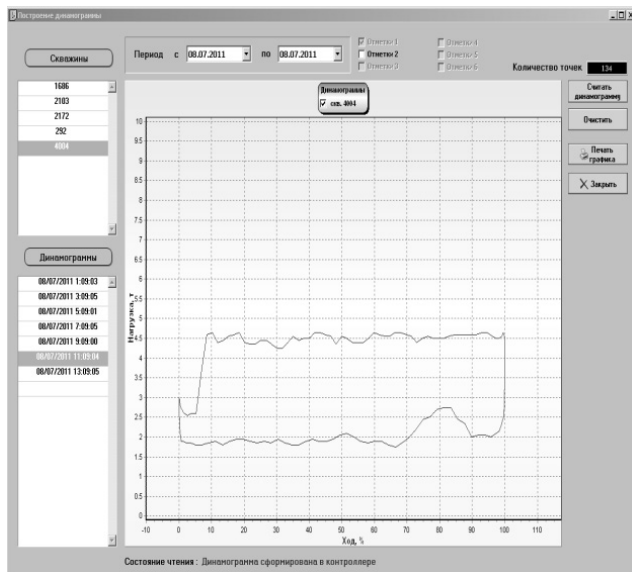 Построение динамограммы
Скважины
Период с 08.07.2011 по 08.07.2011
Отметки 1
Отметки 2
Отметки 3
Отметки 4
Отметки 5
Отметки 6
Количество точек 134
1686
2103
2172
292
4004
Динамограммы
скв. 4004
Считать
динамограмму
Очистить
Печать
графика
Закрыть
Динамограммы
08/07/2011 1:09:03
08/07/2011 3:09:05
08/07/2011 5:09:01
08/07/2011 7:09:05
08/07/2011 9:09:00
08/07/2011 11:09:04
08/07/2011 13:09:05
Нагрузка, т
10
9.5
9
8.5
8
7.5
7
6.5
6
5.5
5
4.5
4
3.5
3
2.5
2
1.5
1
0.5
0
-10 0 10 20 30 40 50 60 70 80 90 100 110
Ход, %
Состояние чтения : Динамограмма сформирована в контроллере